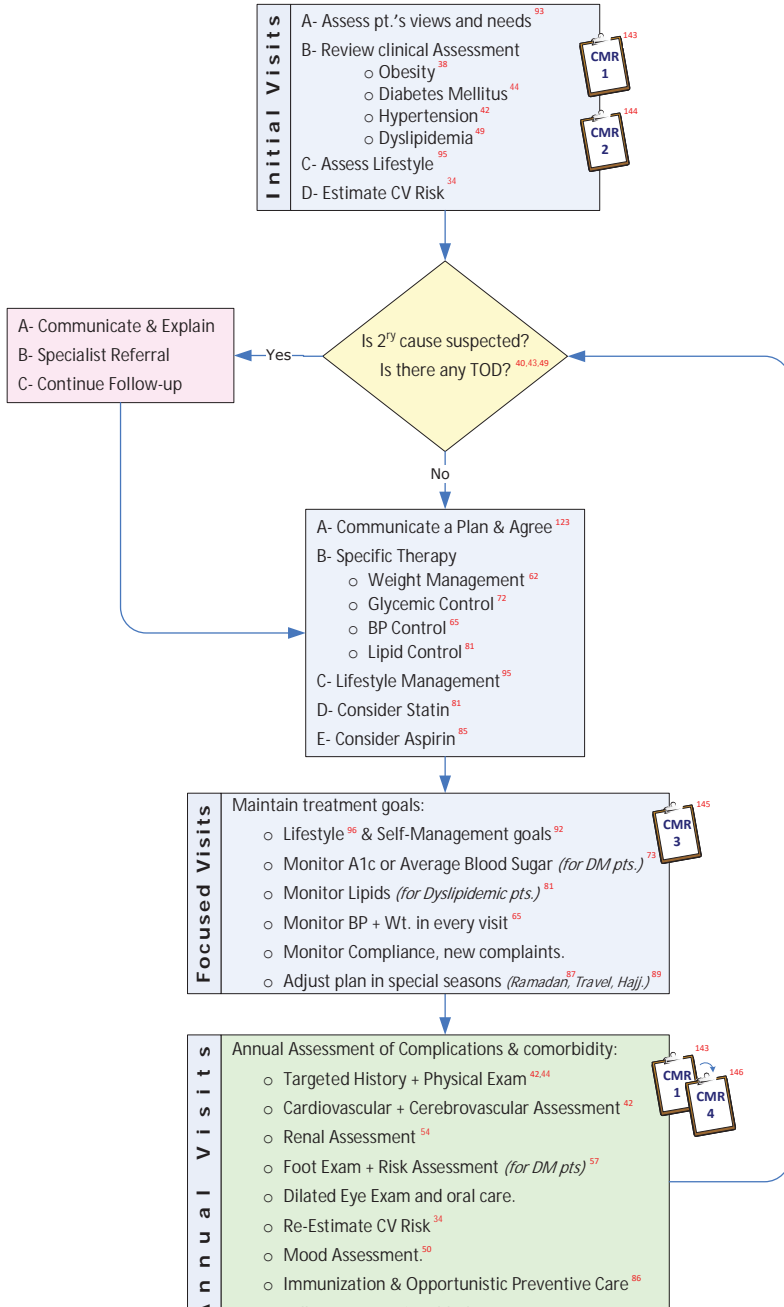 Initial Visits
A- Assess pt.'s views and needs 93
B- Review clinical Assessment
o Obesity 38
o Diabetes Mellitus 44
o Hypertension 42
o Dyslipidemia 49
C- Assess Lifestyle 95
D- Estimate CV Risk 34
143
CMR
1
144
CMR
2
Is 2ry cause suspected?
Is there any TOD? 40,43,49
Yes
A- Communicate & Explain
B- Specialist Referral
C- Continue Follow-up
No
A- Communicate a Plan & Agree 123
B- Specific Therapy
o Weight Management 62
o Glycemic Control 72
o BP Control 65
o Lipid Control 81
C- Lifestyle Management 95
D- Consider Statin 81
E- Consider Aspirin 85
Focused Visits
Maintain treatment goals:
o Lifestyle 96 & Self-Management goals 92
o Monitor A1c or Average Blood Sugar (for DM pts.) 73
o Monitor Lipids (for Dyslipidemic pts.) 81
o Monitor BP + Wt. in every visit 65
o Monitor Compliance, new complaints.
o Adjust plan in special seasons (Ramadan, 87 Travel, Hajj.) 89
145
CMR
3
Annual Visits
Annual Assessment of Complications & comorbidity:
o Targeted History + Physical Exam 42,44
o Cardiovascular + Cerebrovascular Assessment 42
o Renal Assessment 54
o Foot Exam + Risk Assessment (for DM pts) 57
o Dilated Eye Exam and oral care.
o Re-Estimate CV Risk 34
o Mood Assessment. 50
o Immunization & Opportunistic Preventive Care 86
143
CMR
1
146
CMR
4